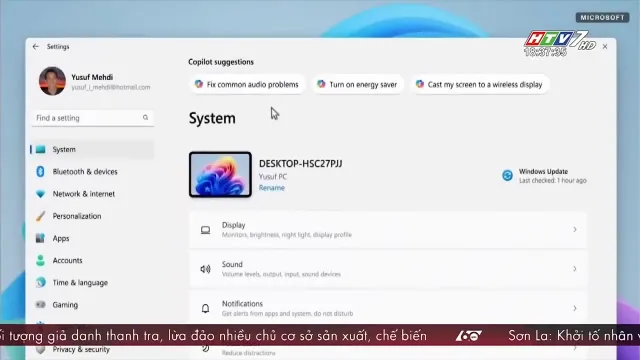 MICROSOFT
HTV7 HD
18:37:35
Settings
Yusuf Mehdi
yusuf_i_mehdi@hotmail.com
Find a setting
System
Bluetooth & devices
Network & internet
Personalization
Apps
Accounts
Time & language
Gaming
Privacy & security
Copilot suggestions
Fix common audio problems
Turn on energy saver
Cast my screen to a wireless display
System
DESKTOP-HSC27PJJ
Yusuf PC
Rename
Windows Update
Last checked: 1 hour ago
Display
Monitors, brightness, night light, display profile
Sound
Volume levels, output, input, sound devices
Notifications
Get alerts from apps and system, do not disturb
Reduce distractions
tượng giả danh thanh tra, lừa đảo nhiều chủ cơ sở sản xuất, chế biến
60 Sơn La: Khởi tố nhân